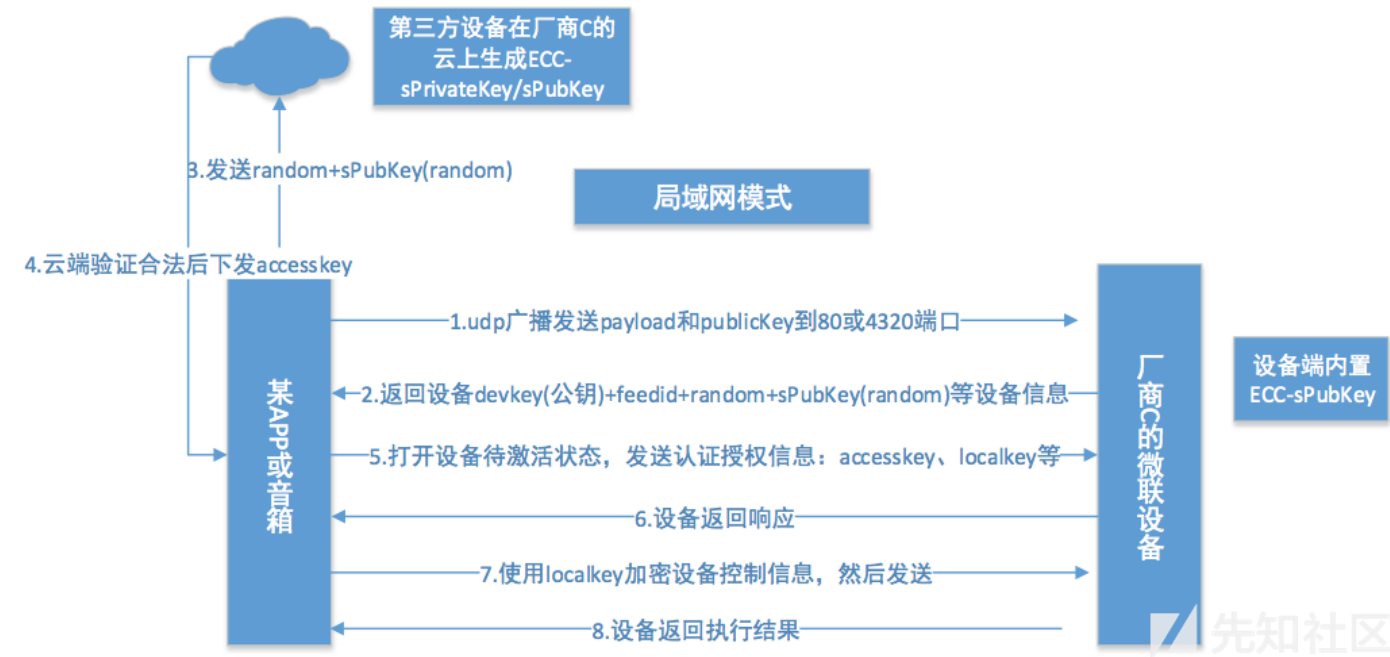 第三方设备在厂商C的
云上生成ECC-
sPrivateKey/sPubKey
3.发送random+sPubKey(random)
局域网模式
4.云端验证合法后下发accesskey
1.udp广播发送payload和publicKey到80或4320端口
2.返回设备devkey(公钥)+feedid+random+sPubKey(random)等设备信息
设备端内置
ECC-sPubKey
某APP或音箱
厂商C的微联设备
5.打开设备待激活状态，发送认证授权信息：accesskey、localkey等
6.设备返回响应
7.使用localkey加密设备控制信息，然后发送
8.设备返回执行结果
先知社区